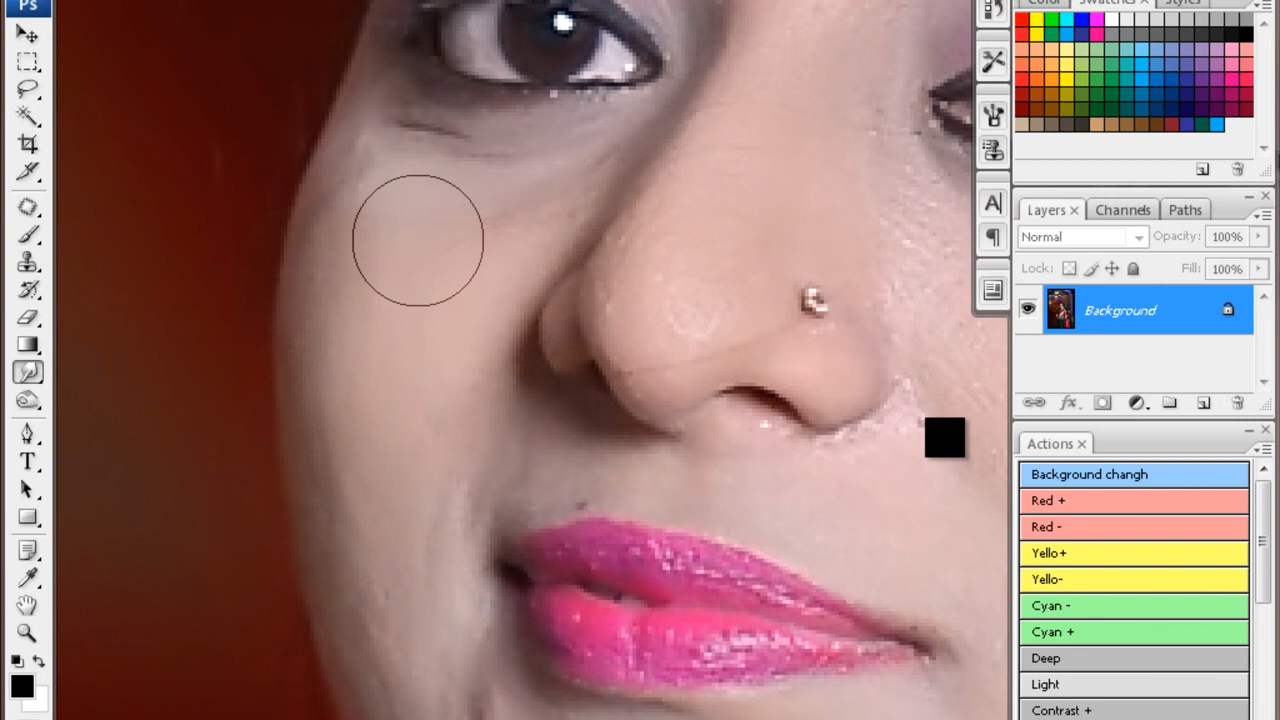 Ps
Color Swatches × Styles
Layers × Channels Paths
Normal Opacity: 100%
Lock: Fill: 100%
Background
Actions ×
Background changh
Red +
Red -
Yello+
Yello-
Cyan -
Cyan +
Deep
Light
Contrast +